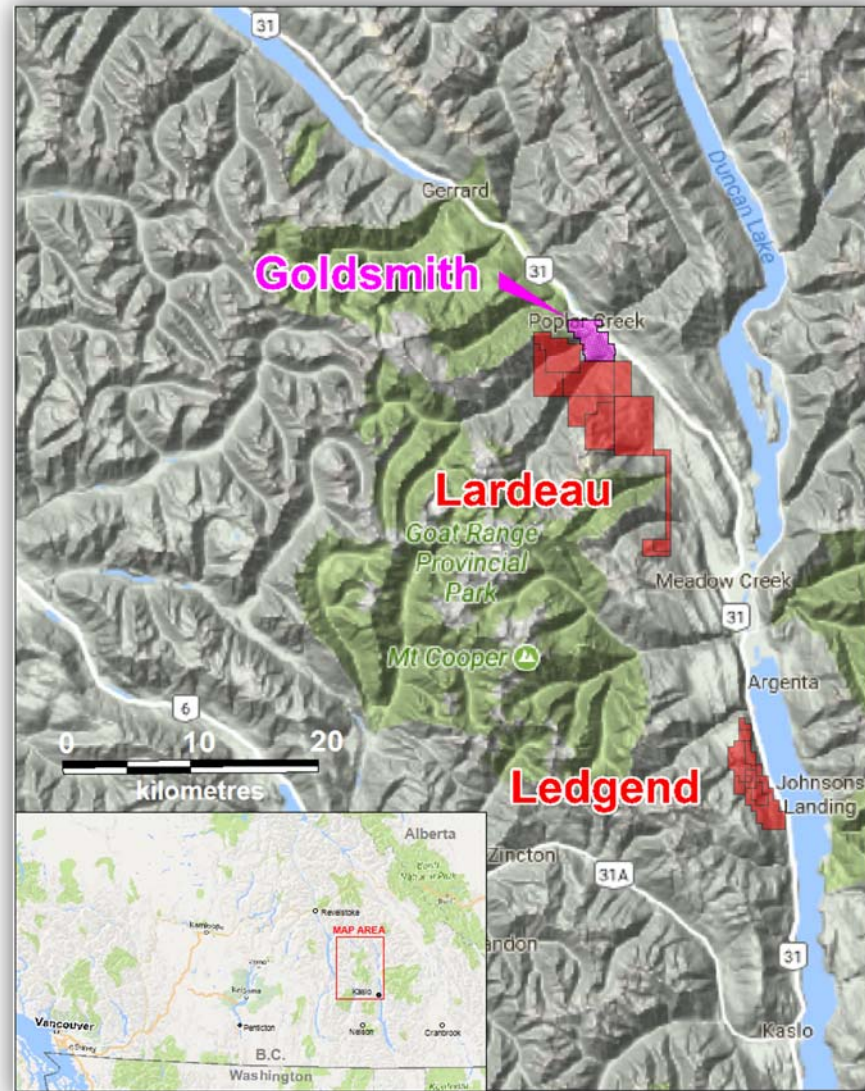 31
Gerrard
Duncan Lake
Goldsmith
31
Poplar Creek
Lardeau
Goat Range
Provincial
Park
Meadow Creek
31
Mt Cooper
Argenta
6
0 10 20
kilometres
Ledgend
Johnsons
Landing
Zincton
31A
andon
31
Kaslo
Alberta
Revelstoke
MAP AREA
Kamloops
Kaslo
Vancouver
Penticton
Nelson
Cranbrook
B.C.
Washington